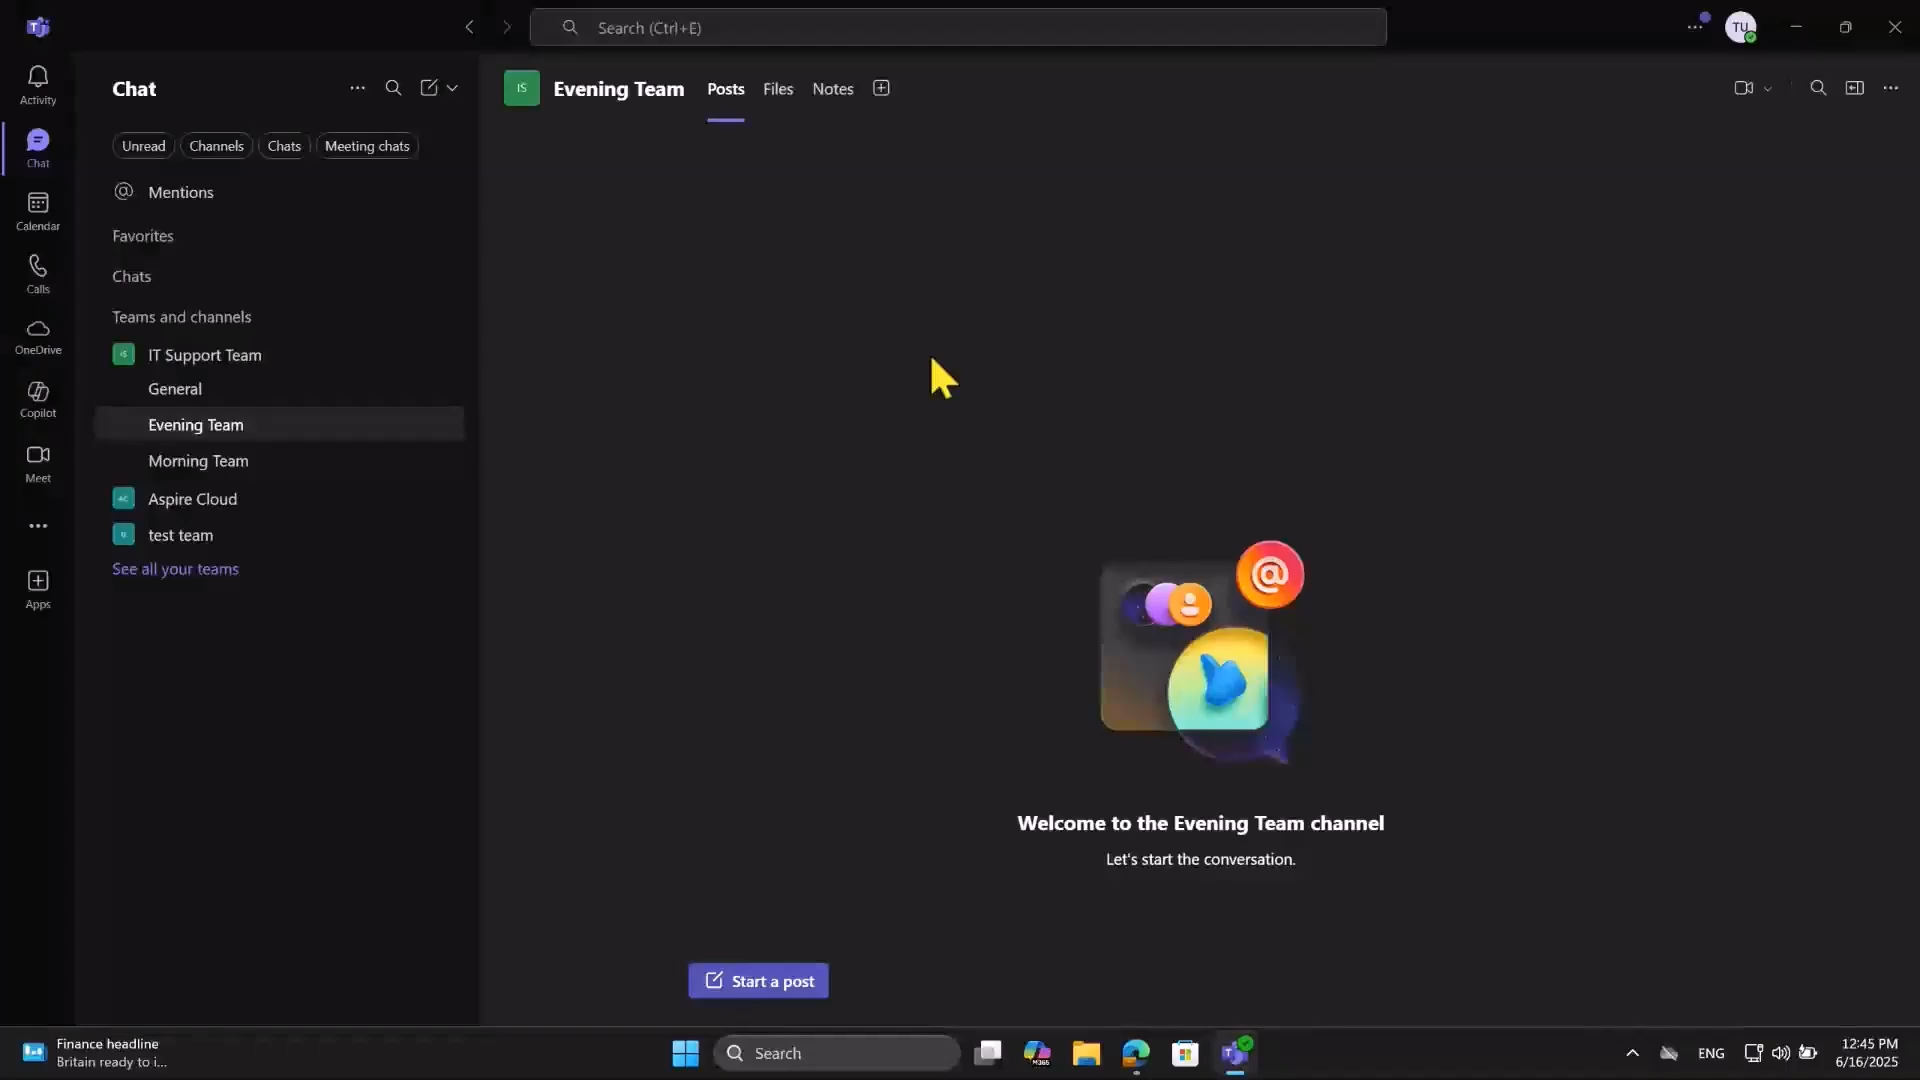 Search (Ctrl+E)
TU
Activity
Chat
Calendar
Calls
OneDrive
Copilot
Meet
Apps
Chat
Unread
Channels
Chats
Meeting chats
Mentions
Favorites
Chats
Teams and channels
IS
IT Support Team
General
Evening Team
Morning Team
AC
Aspire Cloud
test team
See all your teams
IS
Evening Team
Posts
Files
Notes
@
Welcome to the Evening Team channel
Let's start the conversation.
Start a post
Finance headline
Britain ready to i...
Search
M365
ENG
12:45 PM
6/16/2025